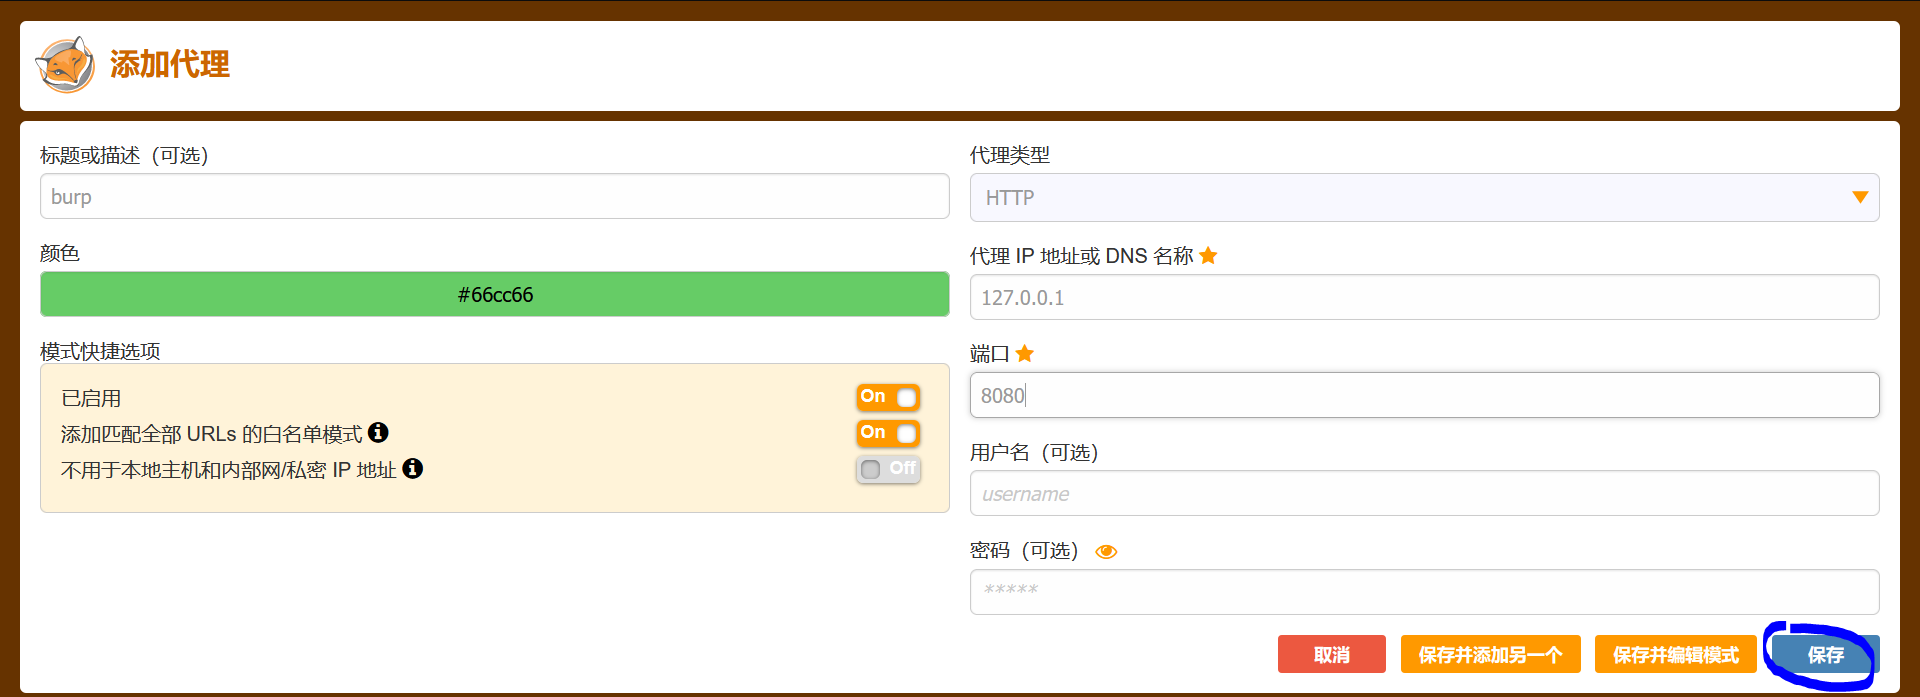 添加代理
标题或描述（可选）
burp
颜色
#66cc66
模式快捷选项
已启用 On
添加匹配全部 URLs 的白名单模式 On
不用于本地主机和内部网/私密 IP 地址 Off
代理类型
HTTP
代理 IP 地址或 DNS 名称
127.0.0.1
端口
8080
用户名（可选）
username
密码（可选）
*****
取消 保存并添加另一个 保存并编辑模式 保存